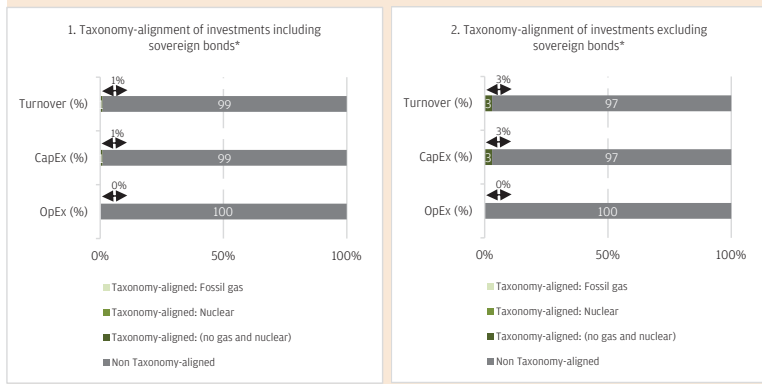 1. Taxonomy-alignment of investments including
sovereign bonds*
1%
Turnover (%)
1
99
1%
CapEx (%)
1
99
0%
OpEx (%)
100
0%
50%
100%
Taxonomy-aligned: Fossil gas
Taxonomy-aligned: Nuclear
Taxonomy-aligned: (no gas and nuclear)
Non Taxonomy-aligned
2. Taxonomy-alignment of investments excluding
sovereign bonds*
3%
Turnover (%)
3
97
3%
CapEx (%)
3
97
0%
OpEx (%)
100
0%
50%
100%
Taxonomy-aligned: Fossil gas
Taxonomy-aligned: Nuclear
Taxonomy-aligned: (no gas and nuclear)
Non Taxonomy-aligned